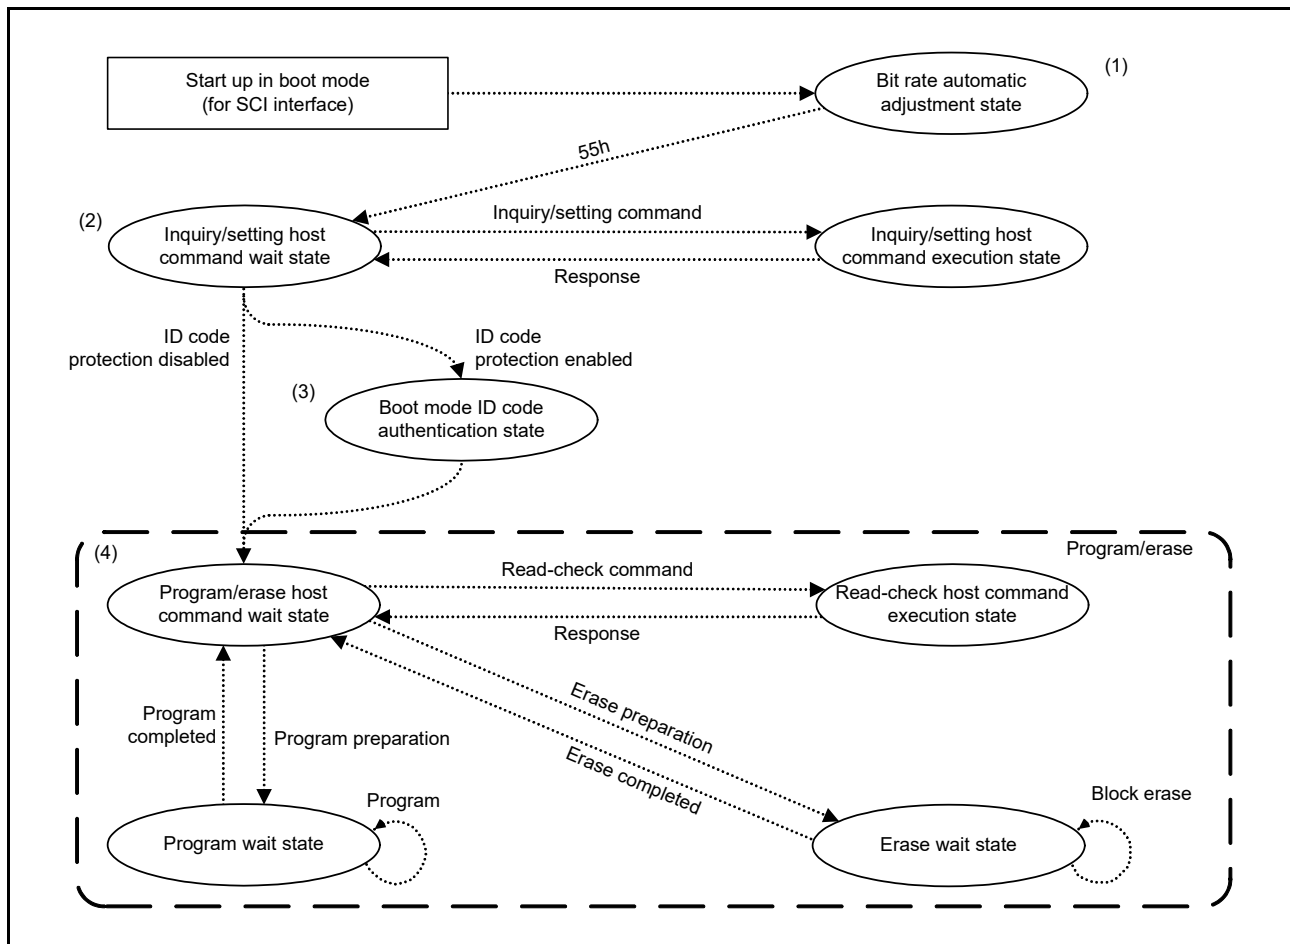 Start up in boot mode
(for SCI interface)
Bit rate automatic
adjustment state
(1)
55h
(2)
Inquiry/setting host
command wait state
Inquiry/setting command
Response
Inquiry/setting host
command execution state
ID code
protection disabled
ID code
protection enabled
(3)
Boot mode ID code
authentication state
(4)
Program/erase
Program/erase host
command wait state
Read-check command
Response
Read-check host command
execution state
Program
completed
Program preparation
Erase preparation
Erase completed
Program
Program wait state
Block erase
Erase wait state